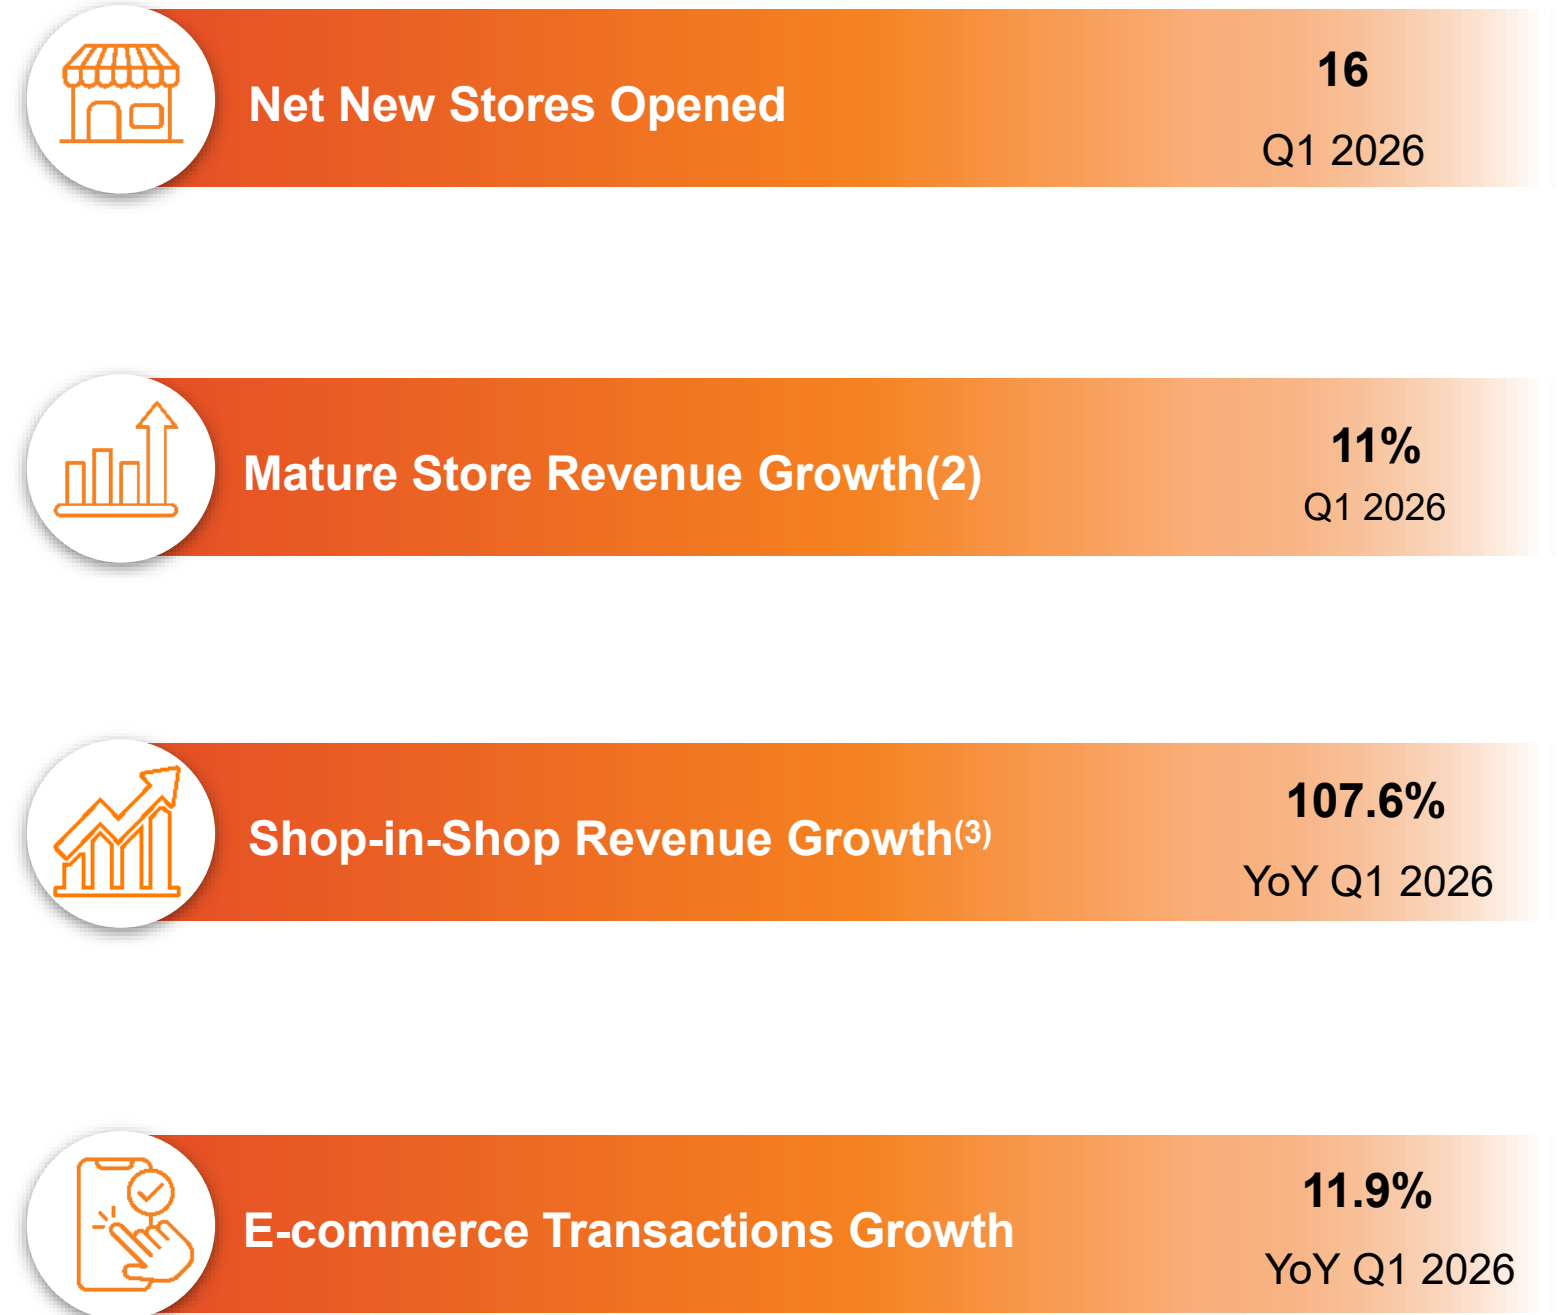 Net New Stores Opened
16
Q1 2026
Mature Store Revenue Growth(2)
11%
Q1 2026
Shop-in-Shop Revenue Growth(3)
107.6%
YoY Q1 2026
E-commerce Transactions Growth
11.9%
YoY Q1 2026